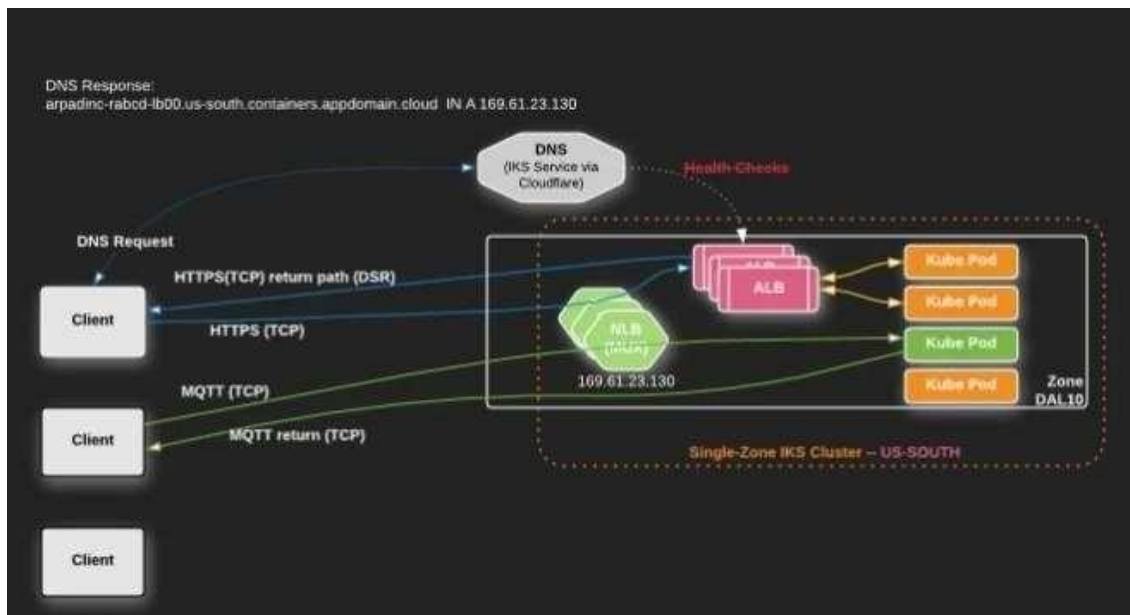 DNS Response:
arpadinc-rabcd-lb00.us-south.containers.appdomain.cloud IN A 169.61.23.130
DNS
(IKS Service via
Cloudflare)
Health Checks
DNS Request
HTTPS(TCP) return path (DSR)
Client
HTTPS (TCP)
ALB
ALB
Kube Pod
Kube Pod
NLB
(MUX)
Kube Pod
169.61.23.130
Kube Pod
Zone
DAL10
MQTT (TCP)
Client
MQTT return (TCP)
Single-Zone IKS Cluster -- US-SOUTH
Client